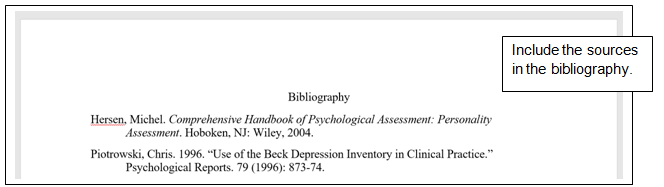 Include the sources
in the bibliography.
Bibliography
Hersen, Michel. Comprehensive Handbook of Psychological Assessment: Personality
Assessment. Hoboken, NJ: Wiley, 2004.
Piotrowski, Chris. 1996. “Use of the Beck Depression Inventory in Clinical Practice.”
Psychological Reports. 79 (1996): 873-74.